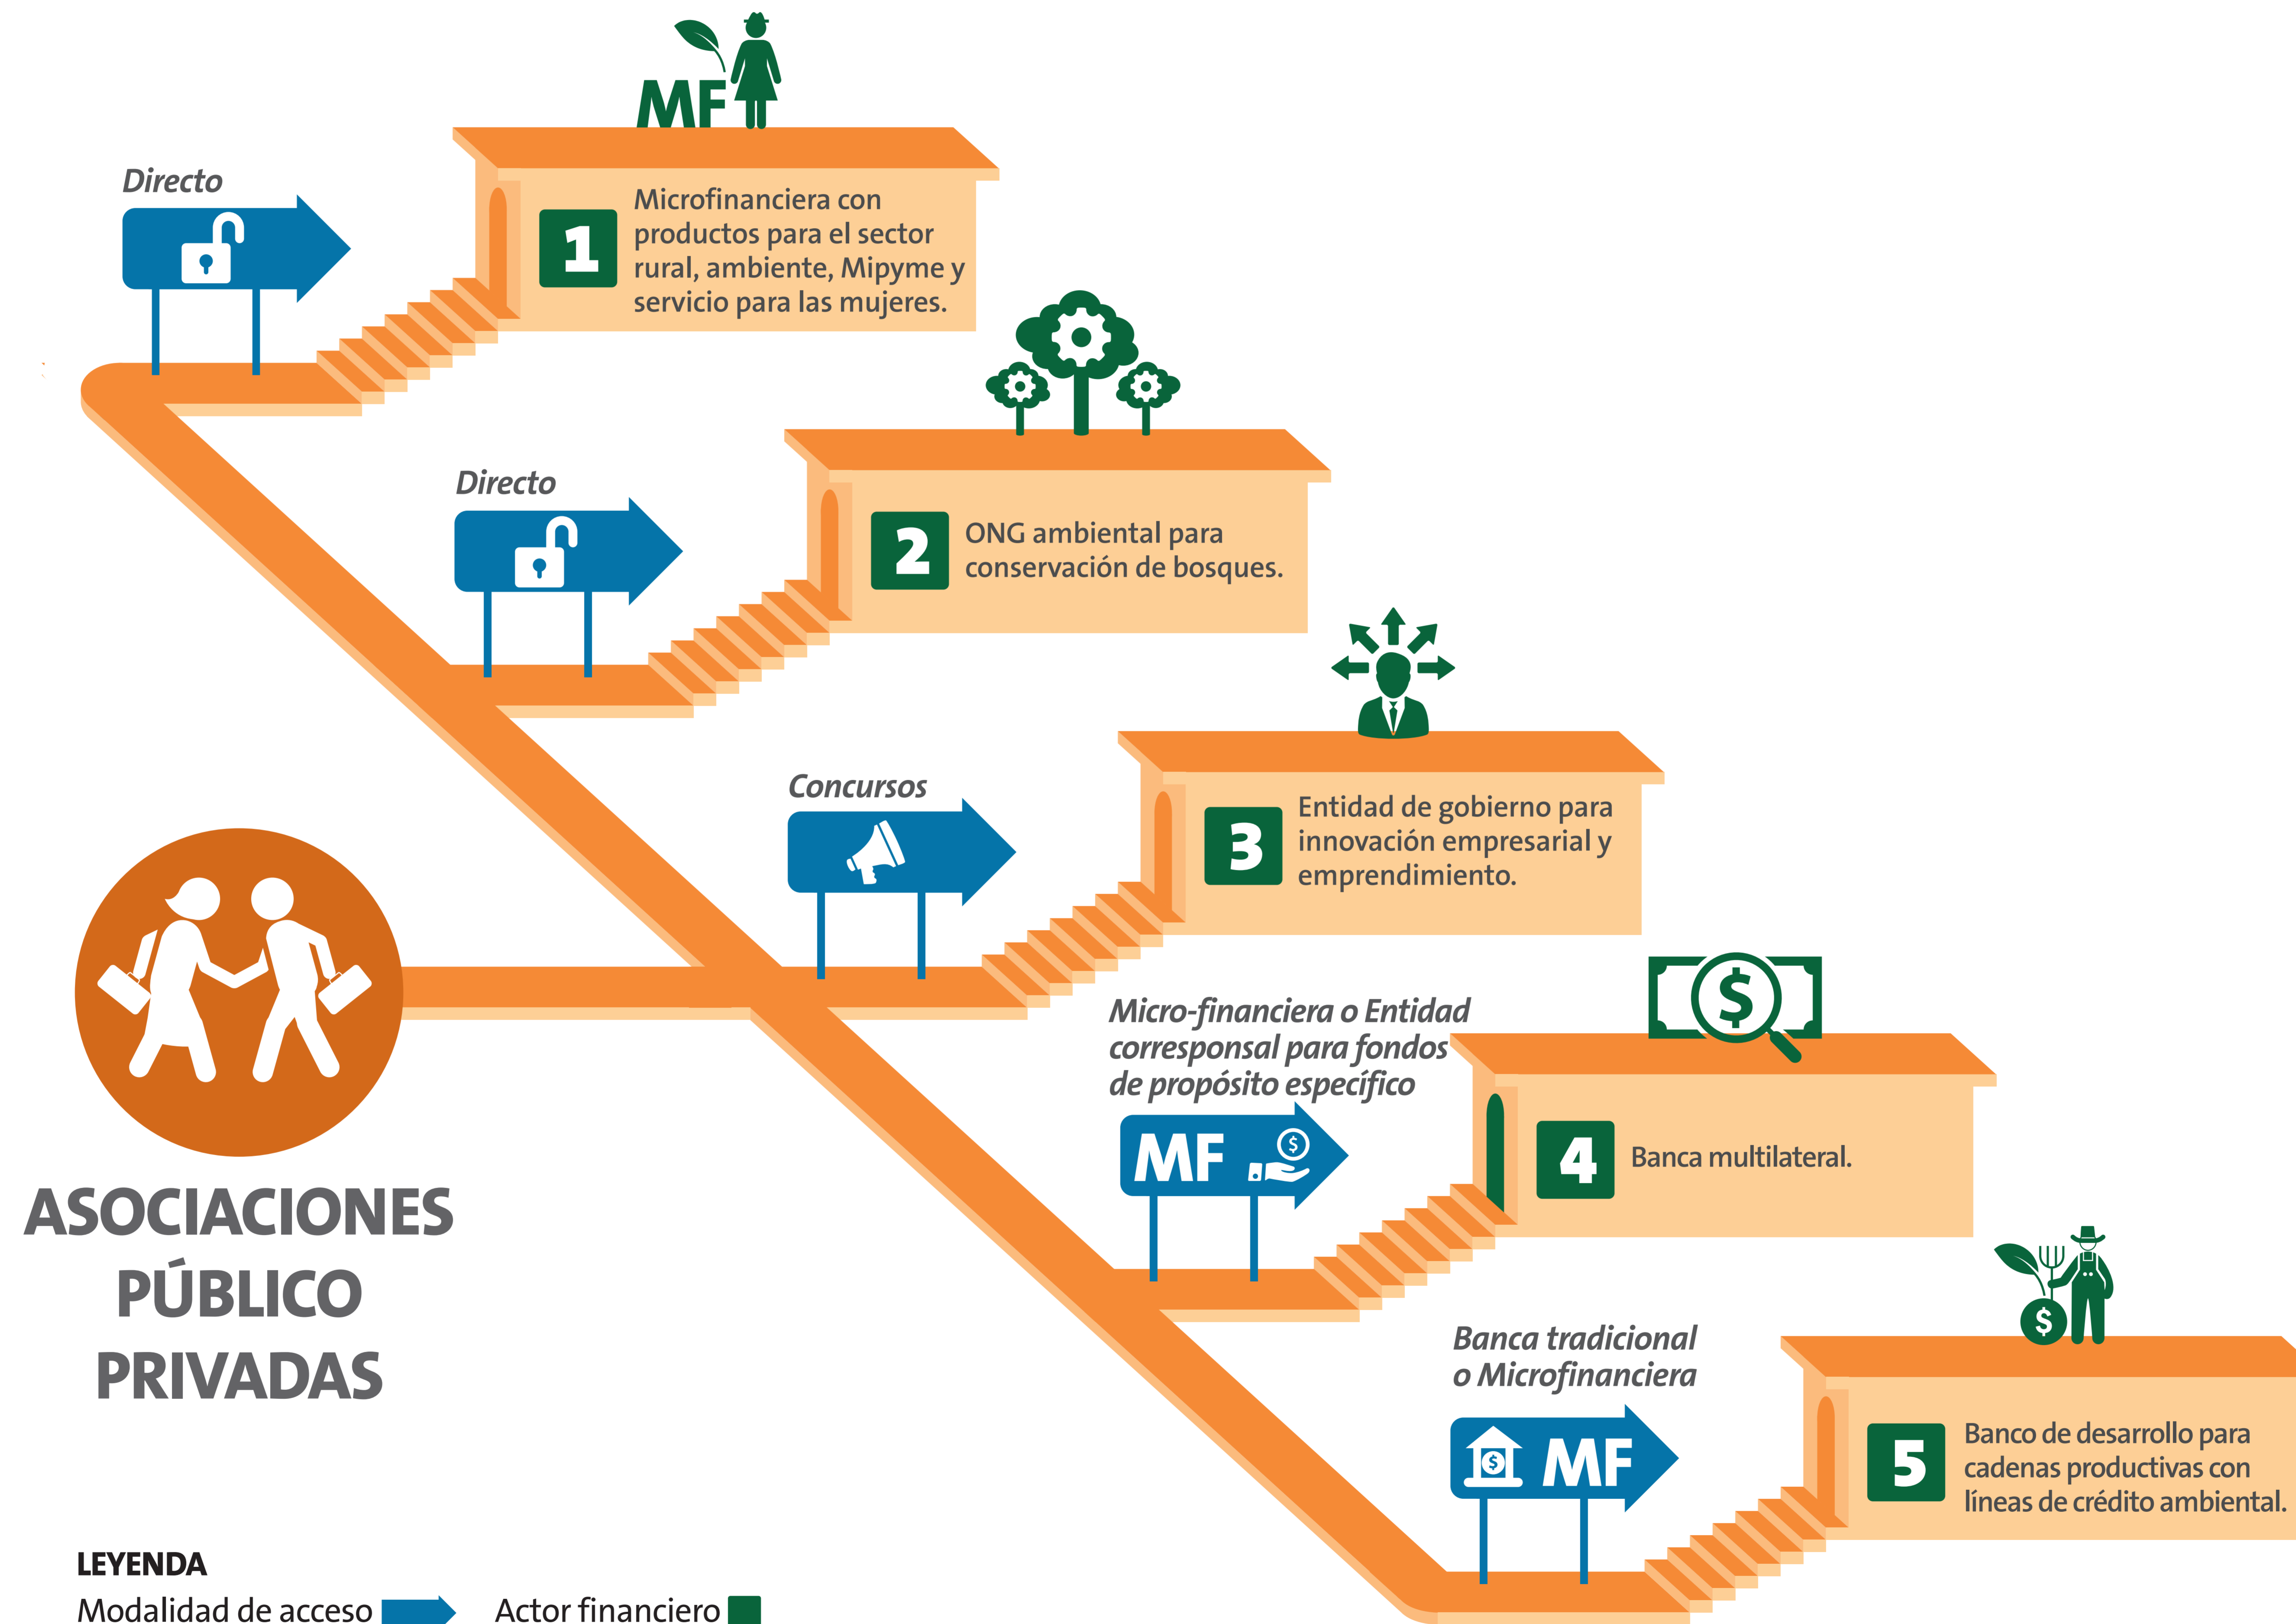 MF
Directo
1
Microfinanciera con
productos para el sector
rural, ambiente, Mipyme y
servicio para las mujeres.
Directo
2
ONG ambiental para
conservación de bosques.
Concursos
3
Entidad de gobierno para
innovación empresarial y
emprendimiento.
Micro-financiera o Entidad
corresponsal para fondos
de propósito específico
MF $
$
4
Banca multilateral.
ASOCIACIONES
PÚBLICO
PRIVADAS
Banca tradicional
o Microfinanciera
$ MF
$
5
Banco de desarrollo para
cadenas productivas con
líneas de crédito ambiental.
LEYENDA
Modalidad de acceso
Actor financiero